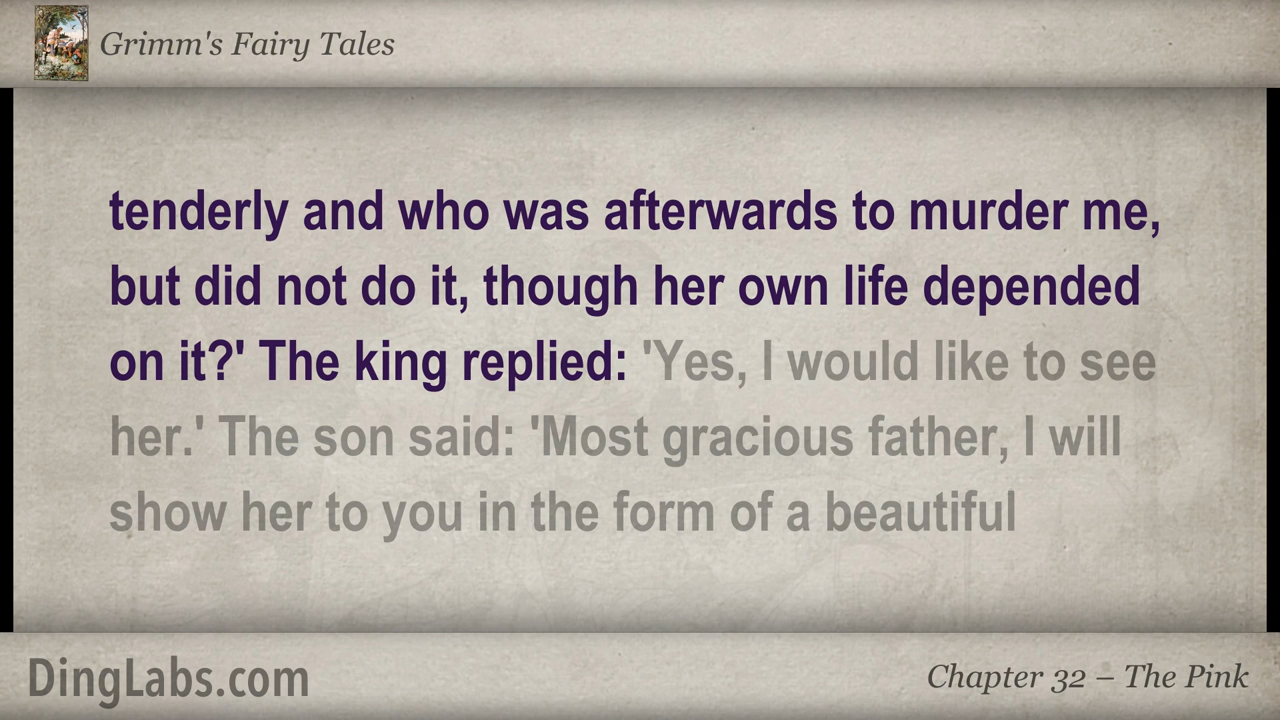 Grimm's Fairy Tales
tenderly and who was afterwards to murder me,
but did not do it, though her own life depended
on it?' The king replied: 'Yes, I would like to see
her.' The son said: 'Most gracious father, I will
show her to you in the form of a beautiful
DingLabs.com
Chapter 32 – The Pink